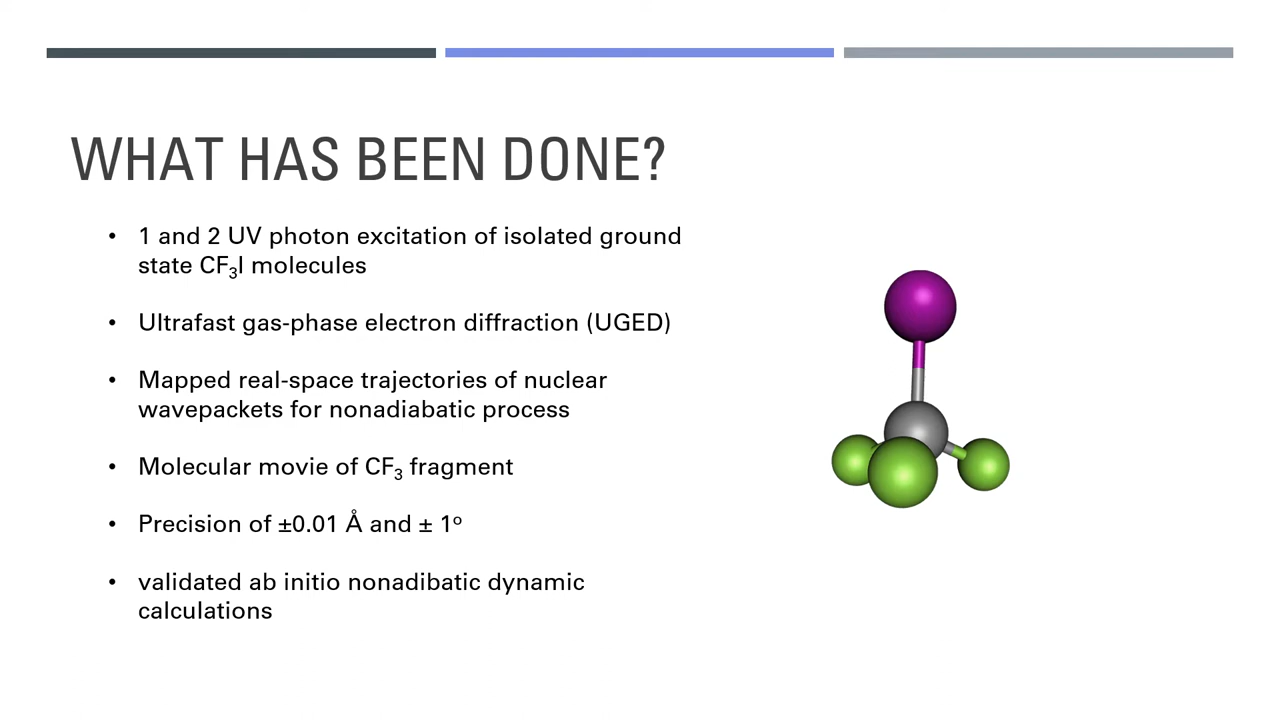 WHAT HAS BEEN DONE?
• 1 and 2 UV photon excitation of isolated ground
state CF₃I molecules
• Ultrafast gas-phase electron diffraction (UGED)
• Mapped real-space trajectories of nuclear
wavepackets for nonadiabatic process
• Molecular movie of CF₃ fragment
• Precision of ±0.01 Å and ± 1º
• validated ab initio nonadibatic dynamic
calculations